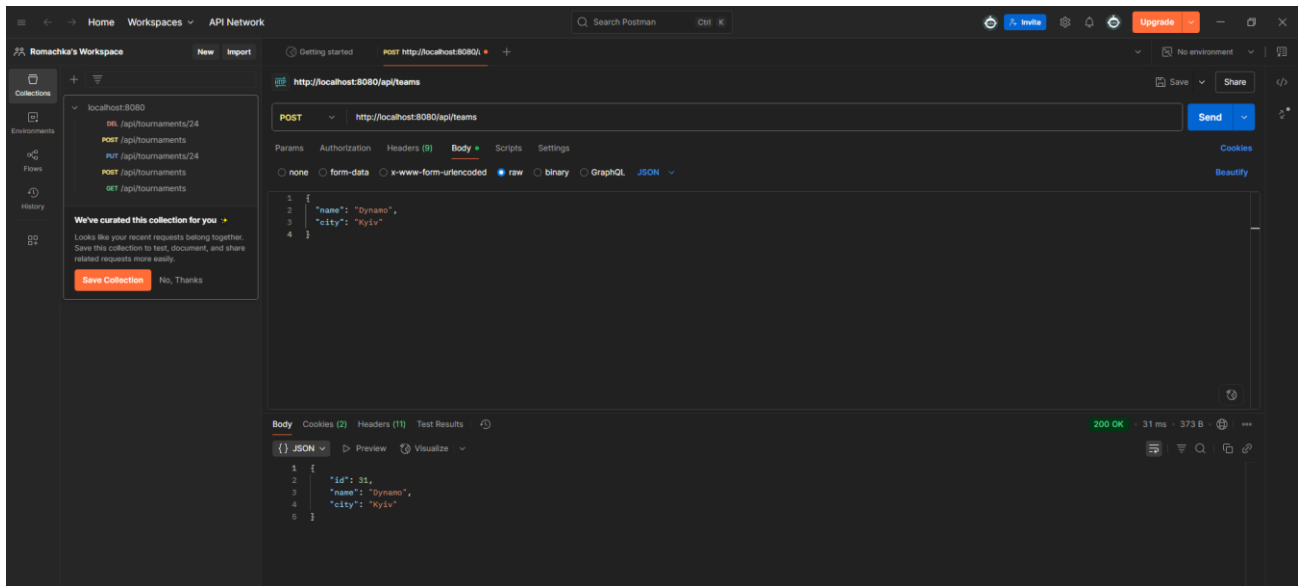 Home Workspaces API Network
Search Postman Ctrl K
Invite
Upgrade
Romachka's Workspace New Import
Getting started POST http://localhost:8080/
No environment
Collections
Environments
Flows
History
localhost:8080
DEL /api/tournaments/24
POST /api/tournaments
PUT /api/tournaments/24
POST /api/tournaments
GET /api/tournaments
We've curated this collection for you
Looks like your recent requests belong together.
Save this collection to test, document, and share
related requests more easily.
Save Collection No, Thanks
HTTP http://localhost:8080/api/teams
Save Share
POST http://localhost:8080/api/teams
Send
Params Authorization Headers (9) Body Scripts Settings
Cookies
none form-data x-www-form-urlencoded raw binary GraphQL JSON
Beautify
1 {
2 "name": "Dynamo",
3 "city": "Kyiv"
4 }
Body Cookies (2) Headers (11) Test Results
200 OK 31 ms 373 B
{} JSON Preview Visualize
1 {
2 "id": 31,
3 "name": "Dynamo",
4 "city": "Kyiv"
5 }